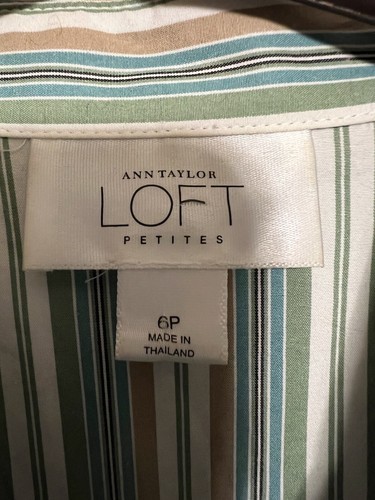 ANN TAYLOR
LOFT
PETITES
6P
MADE IN
THAILAND